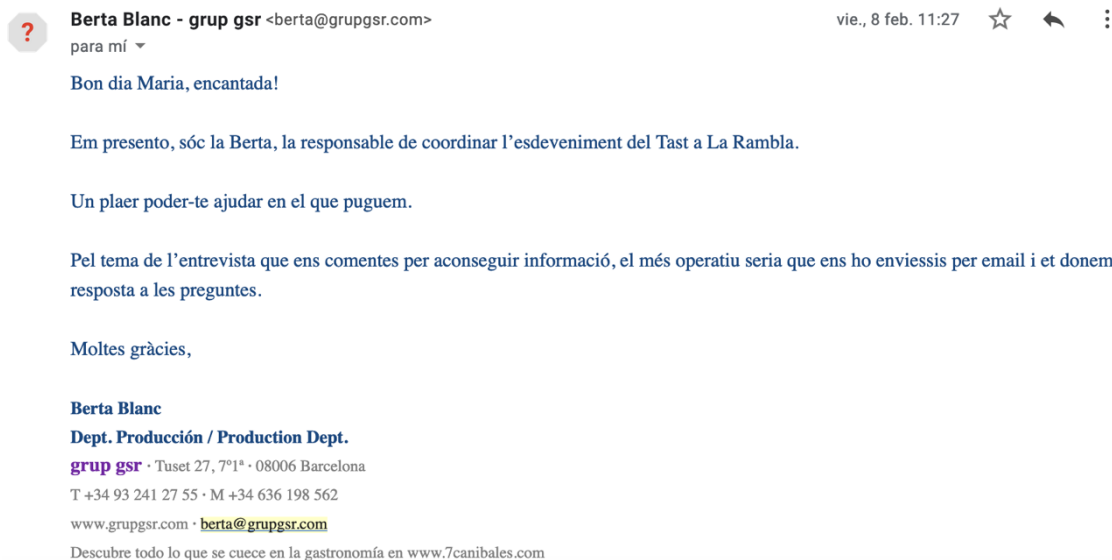 Berta Blanc - grup gsr <berta@grupgsr.com>
vie., 8 feb. 11:27
para mí
Bon dia Maria, encantada!
Em presento, sóc la Berta, la responsable de coordinar l’esdeveniment del Tast a La Rambla.
Un plaer poder-te ajudar en el que puguem.
Pel tema de l’entrevista que ens comentes per aconseguir informació, el més operatiu seria que ens ho enviessis per email i et donem
resposta a les preguntes.
Moltes gràcies,
Berta Blanc
Dept. Producción / Production Dept.
grup gsr · Tuset 27, 7º1ª · 08006 Barcelona
T +34 93 241 27 55 · M +34 636 198 562
www.grupgsr.com · berta@grupgsr.com
Descubre todo lo que se cuece en la gastronomía en www.7canibales.com